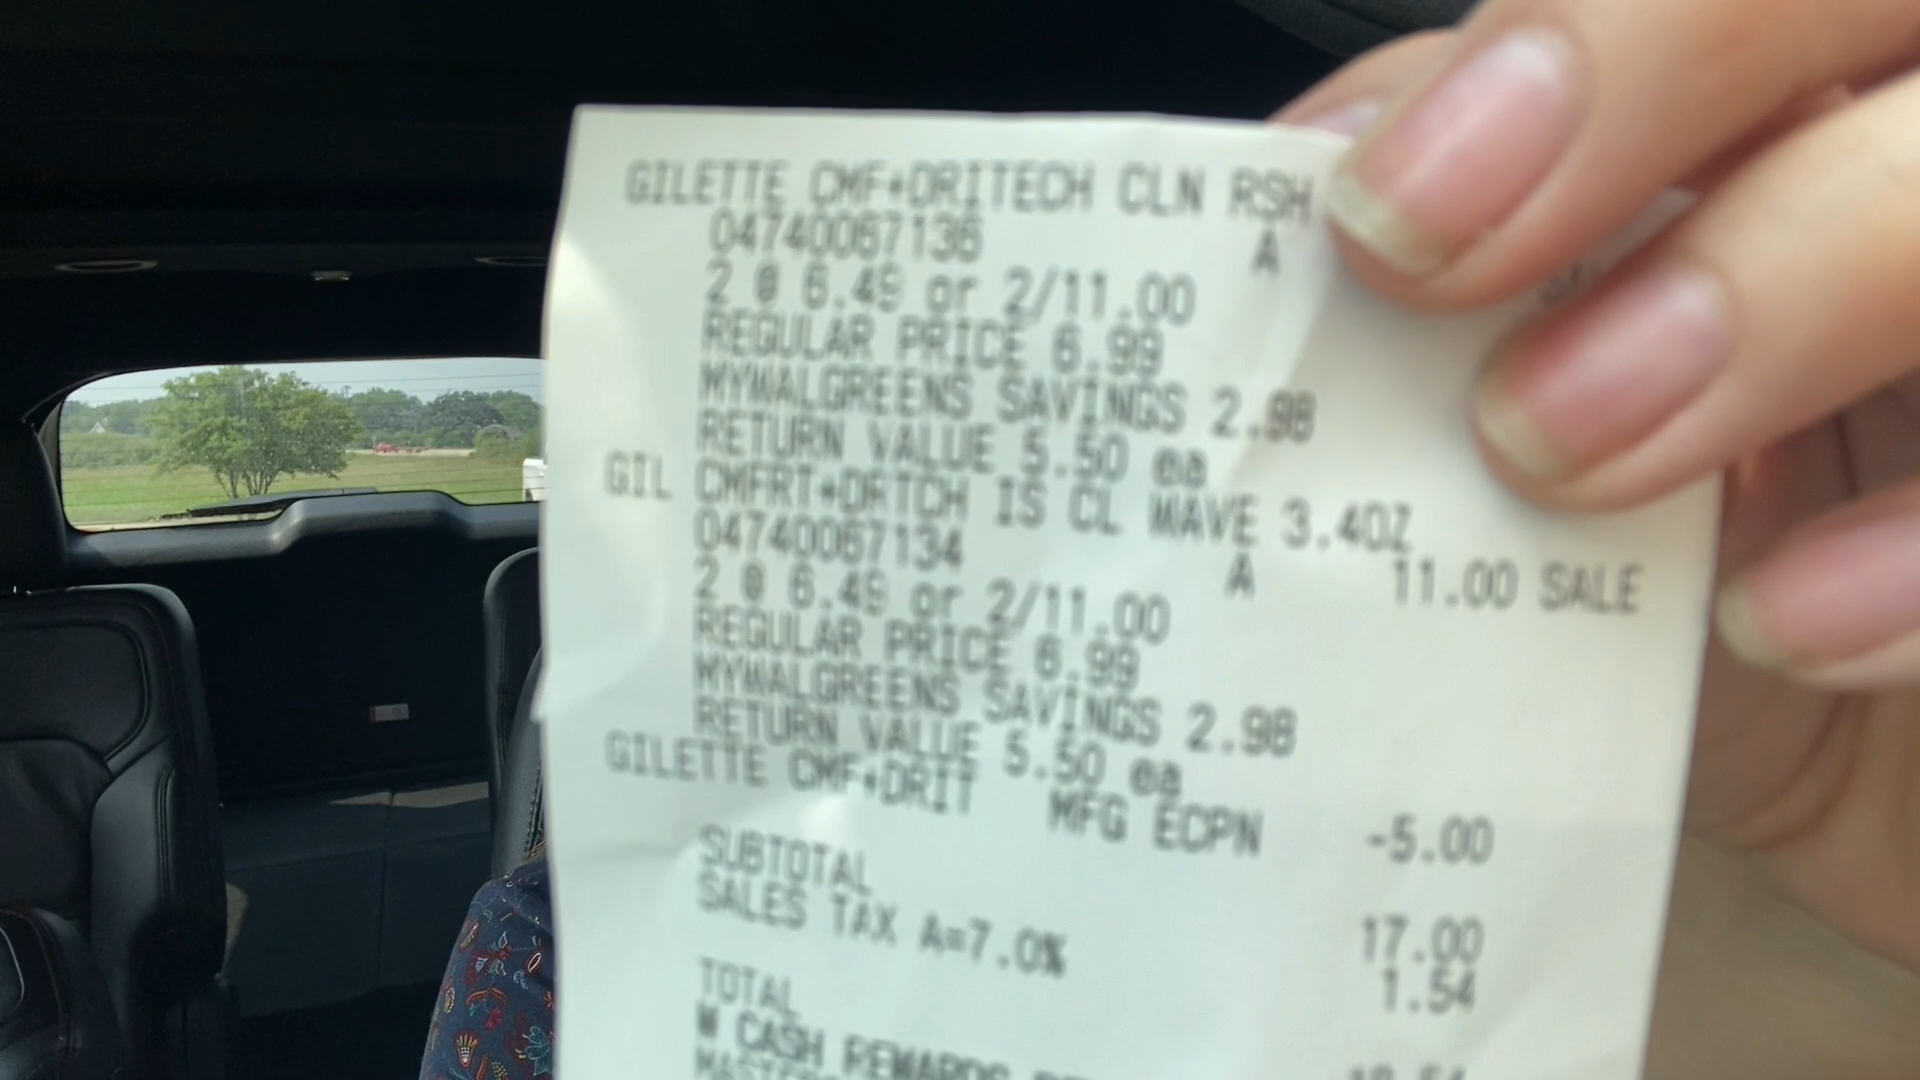 GILETTE CMF+DRITECH CLN RSH
04740067136 A
2 @ 6.49 or 2/11.00
REGULAR PRICE 6.99
MYWALGREENS SAVINGS 2.98
RETURN VALUE 5.50 ea
GIL CMFRT+DRTCH IS CL WAVE 3.4OZ
04740067134 A 11.00 SALE
2 @ 6.49 or 2/11.00
REGULAR PRICE 6.99
MYWALGREENS SAVINGS 2.98
RETURN VALUE 5.50 ea
GILETTE CMF+DRIT MFG ECPN -5.00
SUBTOTAL 17.00
SALES TAX A=7.0% 1.54
TOTAL
W CASH REWARDS